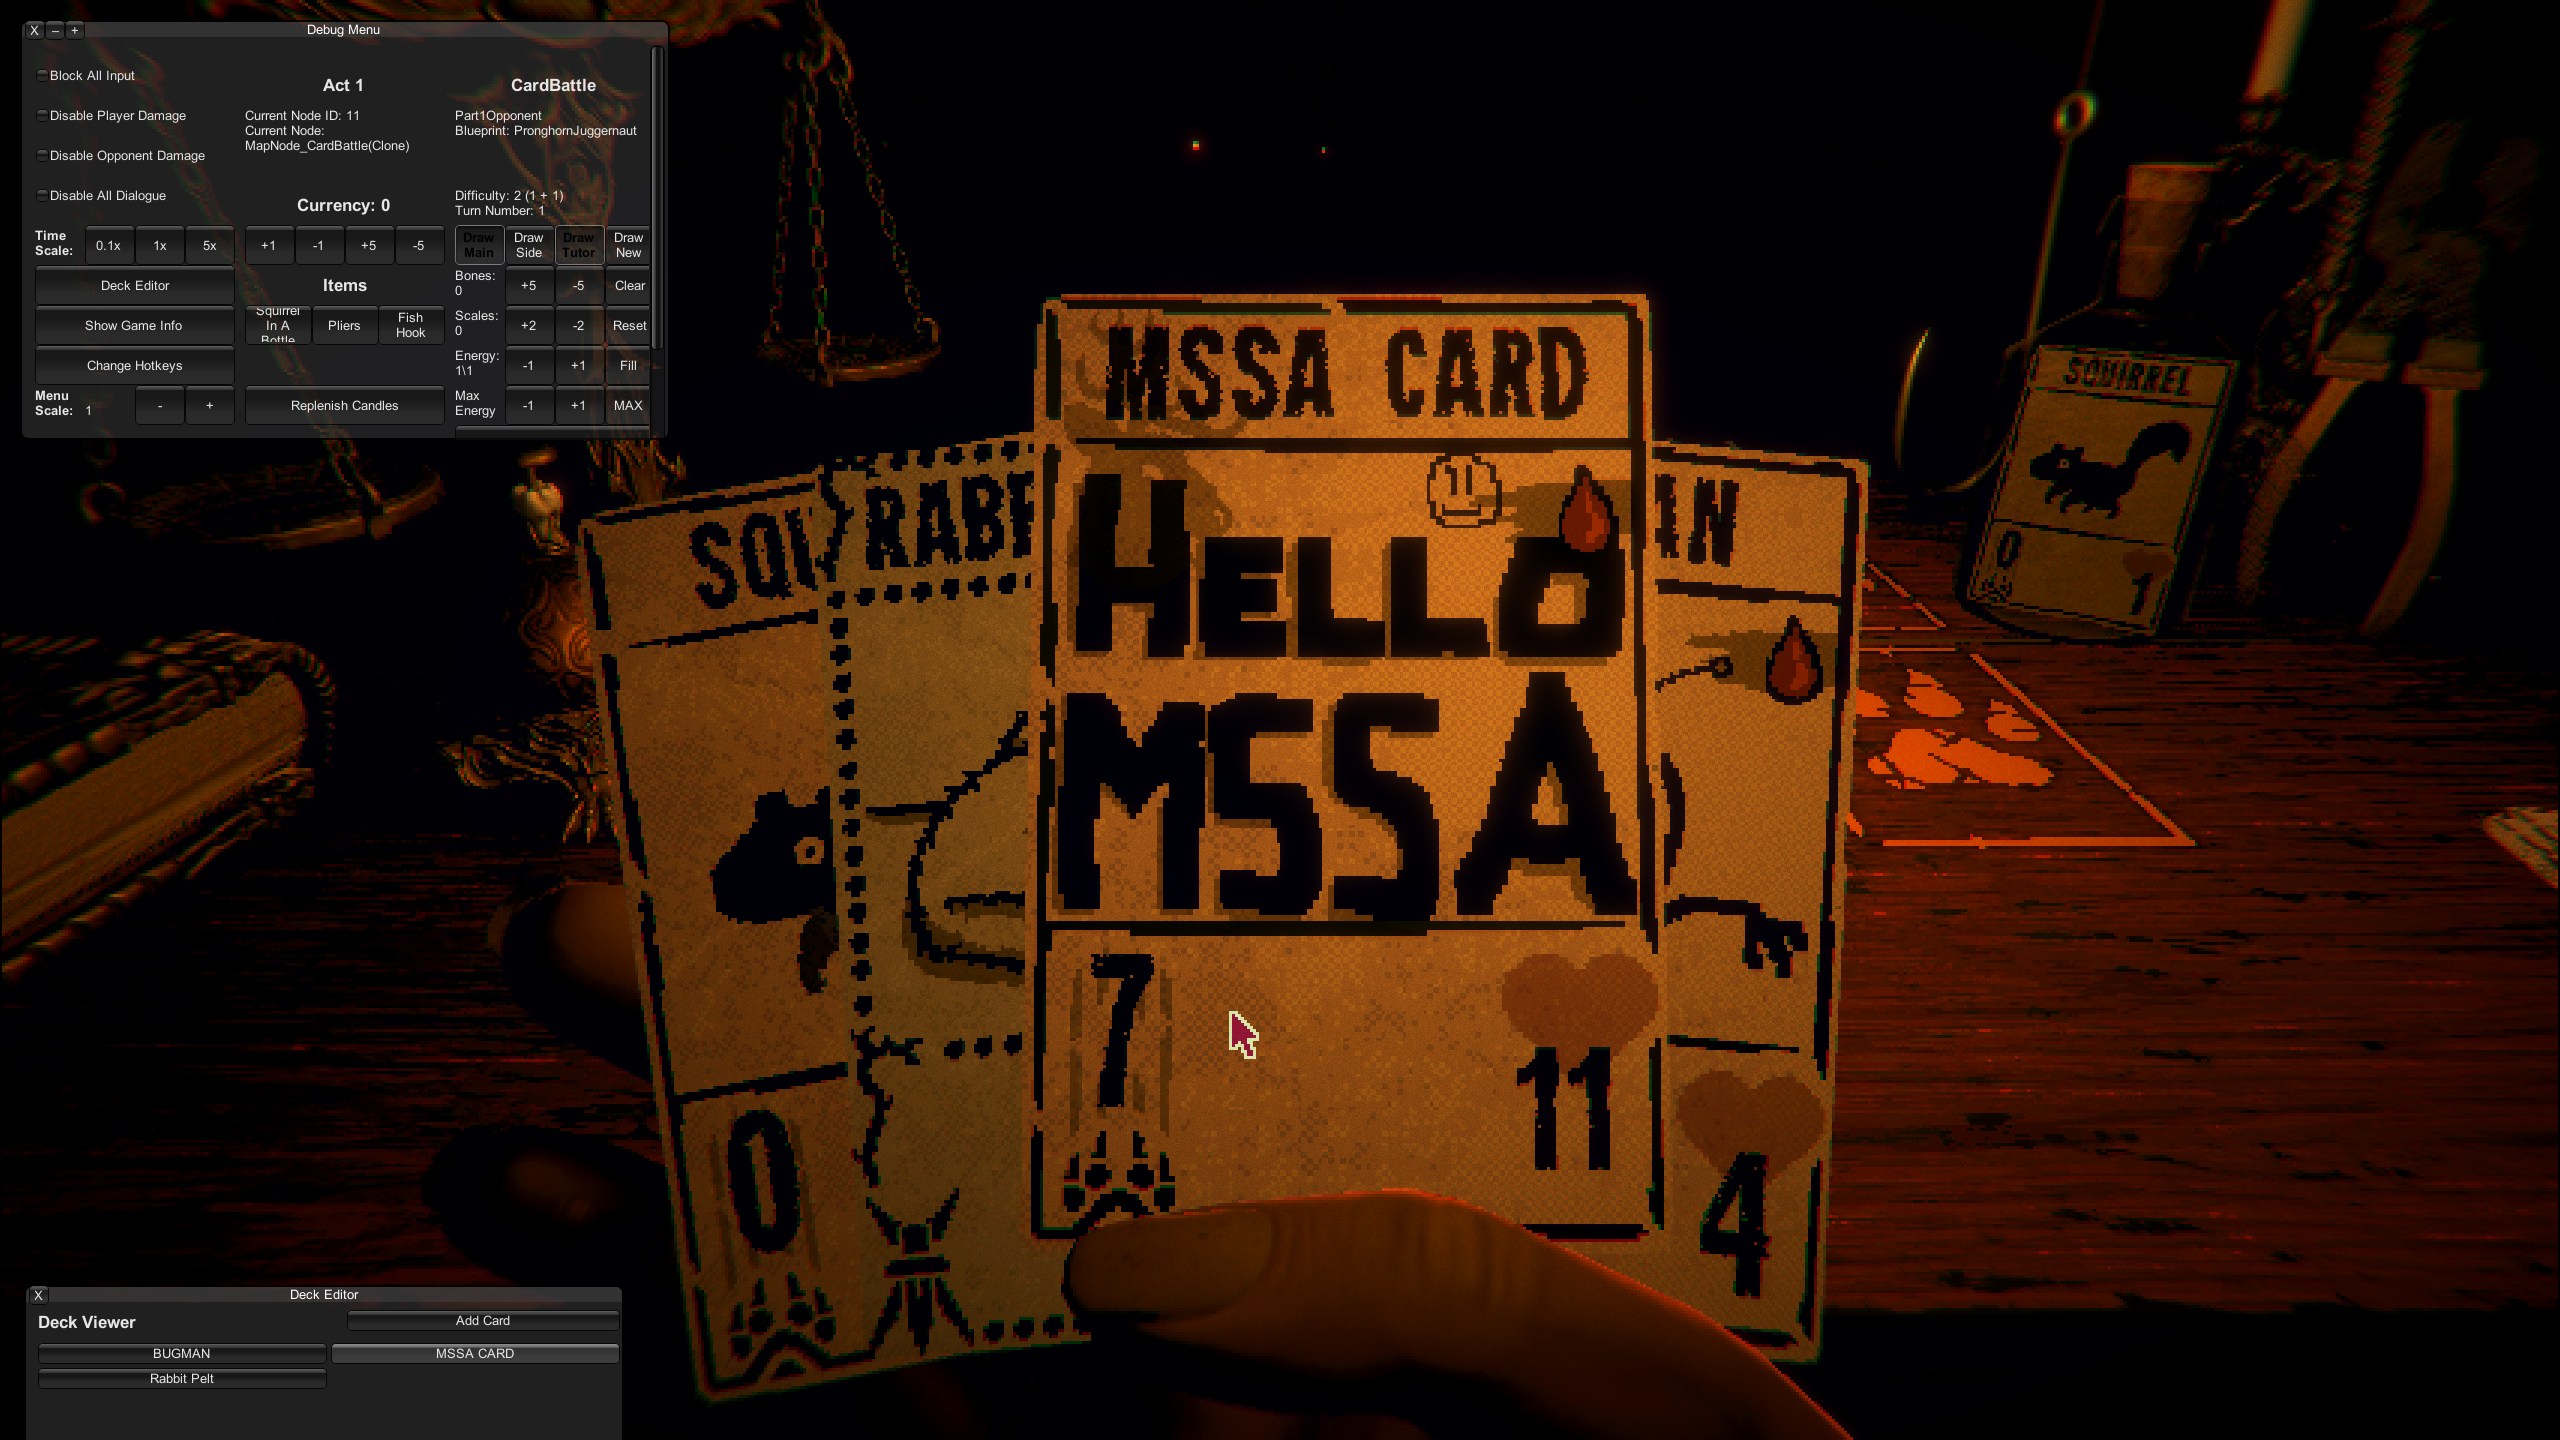 X – + Debug Menu
Block All Input
Disable Player Damage
Disable Opponent Damage
Disable All Dialogue
Time Scale: 0.1x 1x 5x
Deck Editor
Show Game Info
Change Hotkeys
Menu Scale: 1 - +
Act 1
Current Node ID: 11
Current Node:
MapNode_CardBattle(Clone)
Currency: 0
+1 -1 +5 -5
Items
Squirrel In A Bottle Pliers Fish Hook
Replenish Candles
CardBattle
Part1Opponent
Blueprint: PronghornJuggernaut
Difficulty: 2 (1 + 1)
Turn Number: 1
Draw Main Draw Side Draw Tutor Draw New
Bones: 0 +5 -5 Clear
Scales: 0 +2 -2 Reset
Energy: 1\1 -1 +1 Fill
Max Energy -1 +1 MAX
SQUIRREL
0
1
SQU
0
RABB
MSSA CARD
11
HELLO
MSSA
7
11
AN
4
X Deck Editor
Deck Viewer Add Card
BUGMAN MSSA CARD
Rabbit Pelt